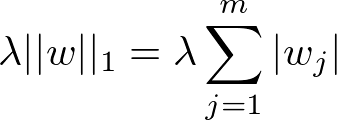 λ||w||₁ = λ ∑_{j=1}^{m} |w_j|